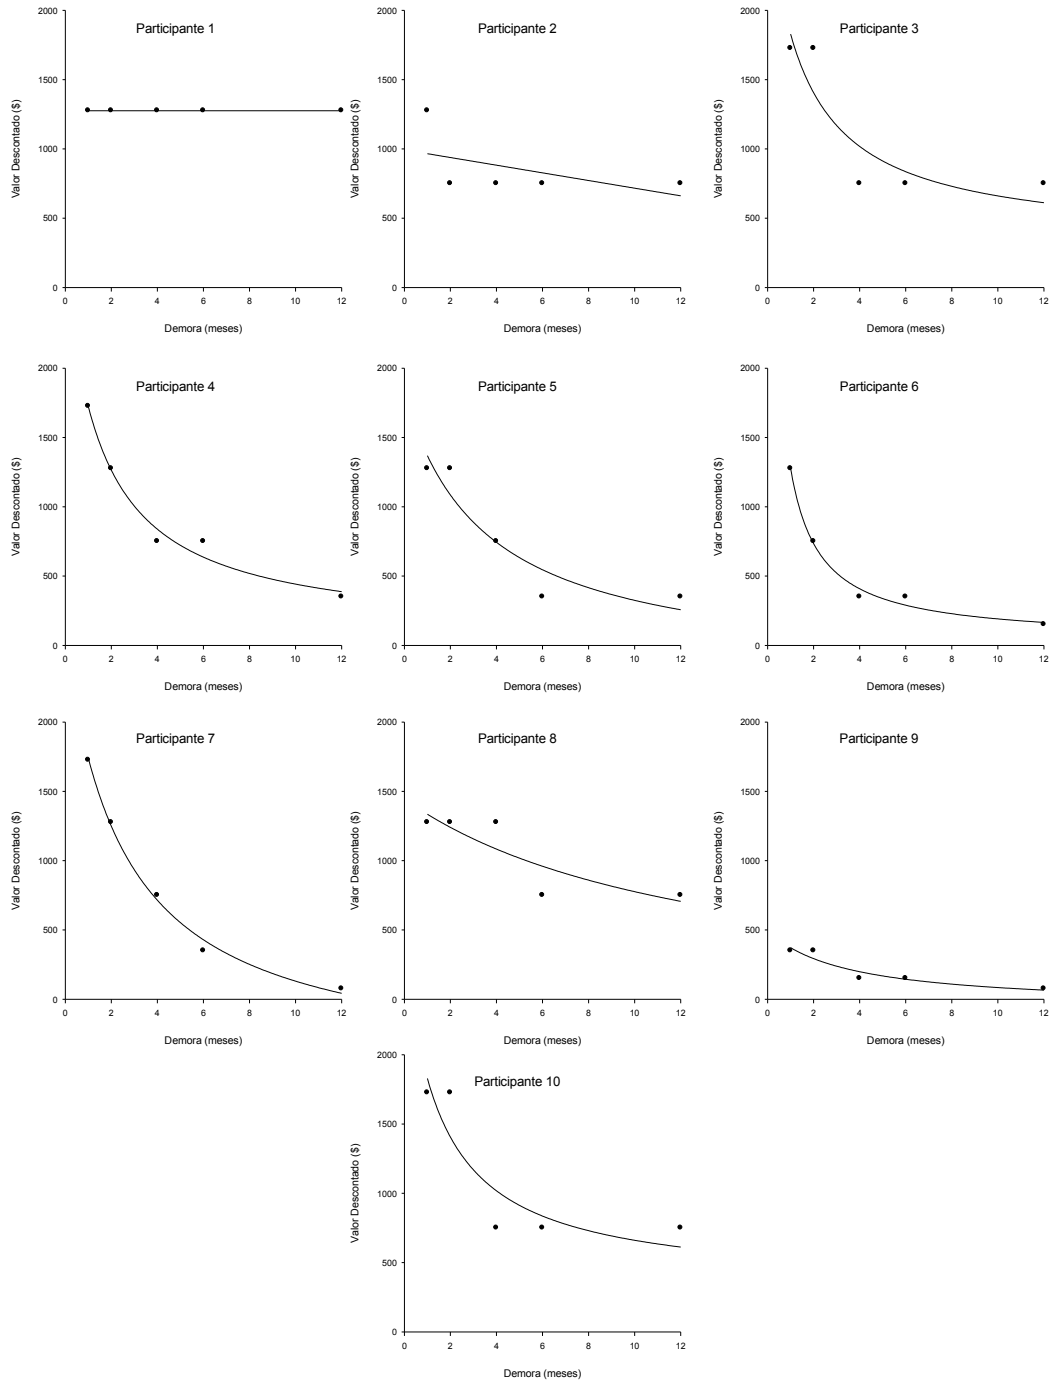 Participante 1
Valor Descontado ($)
2000
1500
1000
500
0
0 2 4 6 8 10 12
Demora (meses)
Participante 2
Valor Descontado ($)
2000
1500
1000
500
0
0 2 4 6 8 10 12
Demora (meses)
Participante 3
Valor Descontado ($)
2000
1500
1000
500
0
0 2 4 6 8 10 12
Demora (meses)
Participante 4
Valor Descontado ($)
2000
1500
1000
500
0
0 2 4 6 8 10 12
Demora (meses)
Participante 5
Valor Descontado ($)
2000
1500
1000
500
0
0 2 4 6 8 10 12
Demora (meses)
Participante 6
Valor Descontado ($)
2000
1500
1000
500
0
0 2 4 6 8 10 12
Demora (meses)
Participante 7
Valor Descontado ($)
2000
1500
1000
500
0
0 2 4 6 8 10 12
Demora (meses)
Participante 8
Valor Descontado ($)
2000
1500
1000
500
0
0 2 4 6 8 10 12
Demora (meses)
Participante 9
Valor Descontado ($)
2000
1500
1000
500
0
0 2 4 6 8 10 12
Demora (meses)
Participante 10
Valor Descontado ($)
2000
1500
1000
500
0
0 2 4 6 8 10 12
Demora (meses)